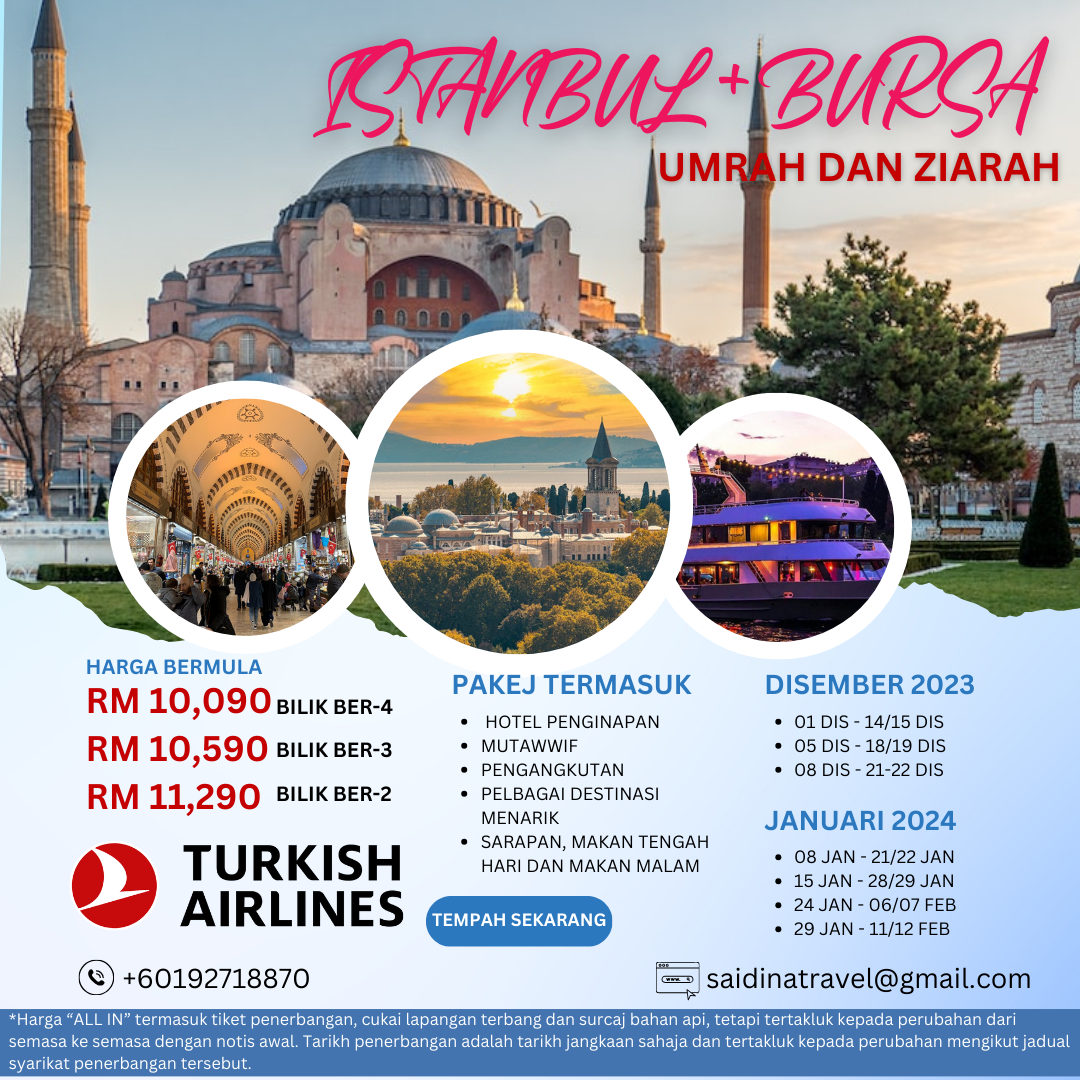 ISTANBUL + BURSA
UMRAH DAN ZIARAH
HARGA BERMULA
RM 10,090 BILIK BER-4
RM 10,590 BILIK BER-3
RM 11,290 BILIK BER-2
TURKISH
AIRLINES
PAKEJ TERMASUK
• HOTEL PENGINAPAN
• MUTAWWIF
• PENGANGKUTAN
• PELBAGAI DESTINASI
MENARIK
• SARAPAN, MAKAN TENGAH
HARI DAN MAKAN MALAM
TEMPAH SEKARANG
DISEMBER 2023
• 01 DIS - 14/15 DIS
• 05 DIS - 18/19 DIS
• 08 DIS - 21-22 DIS
JANUARI 2024
• 08 JAN - 21/22 JAN
• 15 JAN - 28/29 JAN
• 24 JAN - 06/07 FEB
• 29 JAN - 11/12 FEB
+60192718870
www.
saidinatravel@gmail.com
*Harga “ALL IN” termasuk tiket penerbangan, cukai lapangan terbang dan surcaj bahan api, tetapi tertakluk kepada perubahan dari
semasa ke semasa dengan notis awal. Tarikh penerbangan adalah tarikh jangkaan sahaja dan tertakluk kepada perubahan mengikut jadual
syarikat penerbangan tersebut.